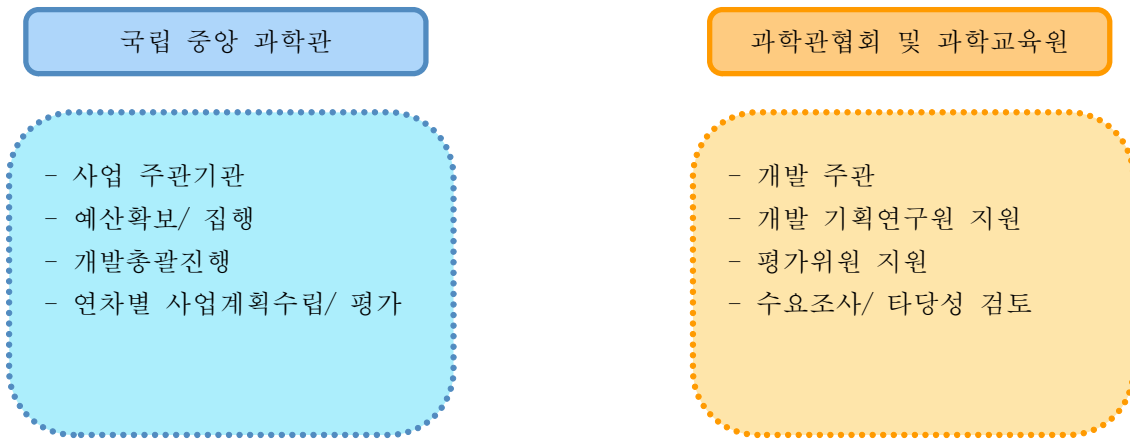 국립 중앙 과학관
- 사업 주관기관
- 예산확보/ 집행
- 개발총괄진행
- 연차별 사업계획수립/ 평가
과학관협회 및 과학교육원
- 개발 주관
- 개발 기획연구원 지원
- 평가위원 지원
- 수요조사/ 타당성 검토